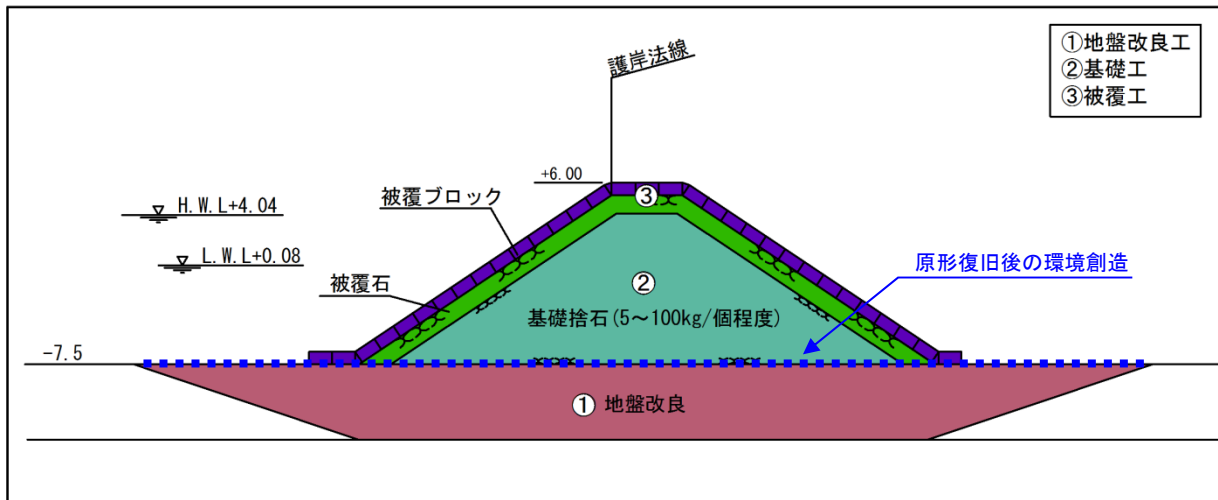 護岸法線
①地盤改良工
②基礎工
③被覆工
+6.00
③
被覆ブロック
H.W.L+4.04
L.W.L+0.08
原形復旧後の環境創造
被覆石
②
基礎捨石(5～100kg/個程度)
-7.5
① 地盤改良